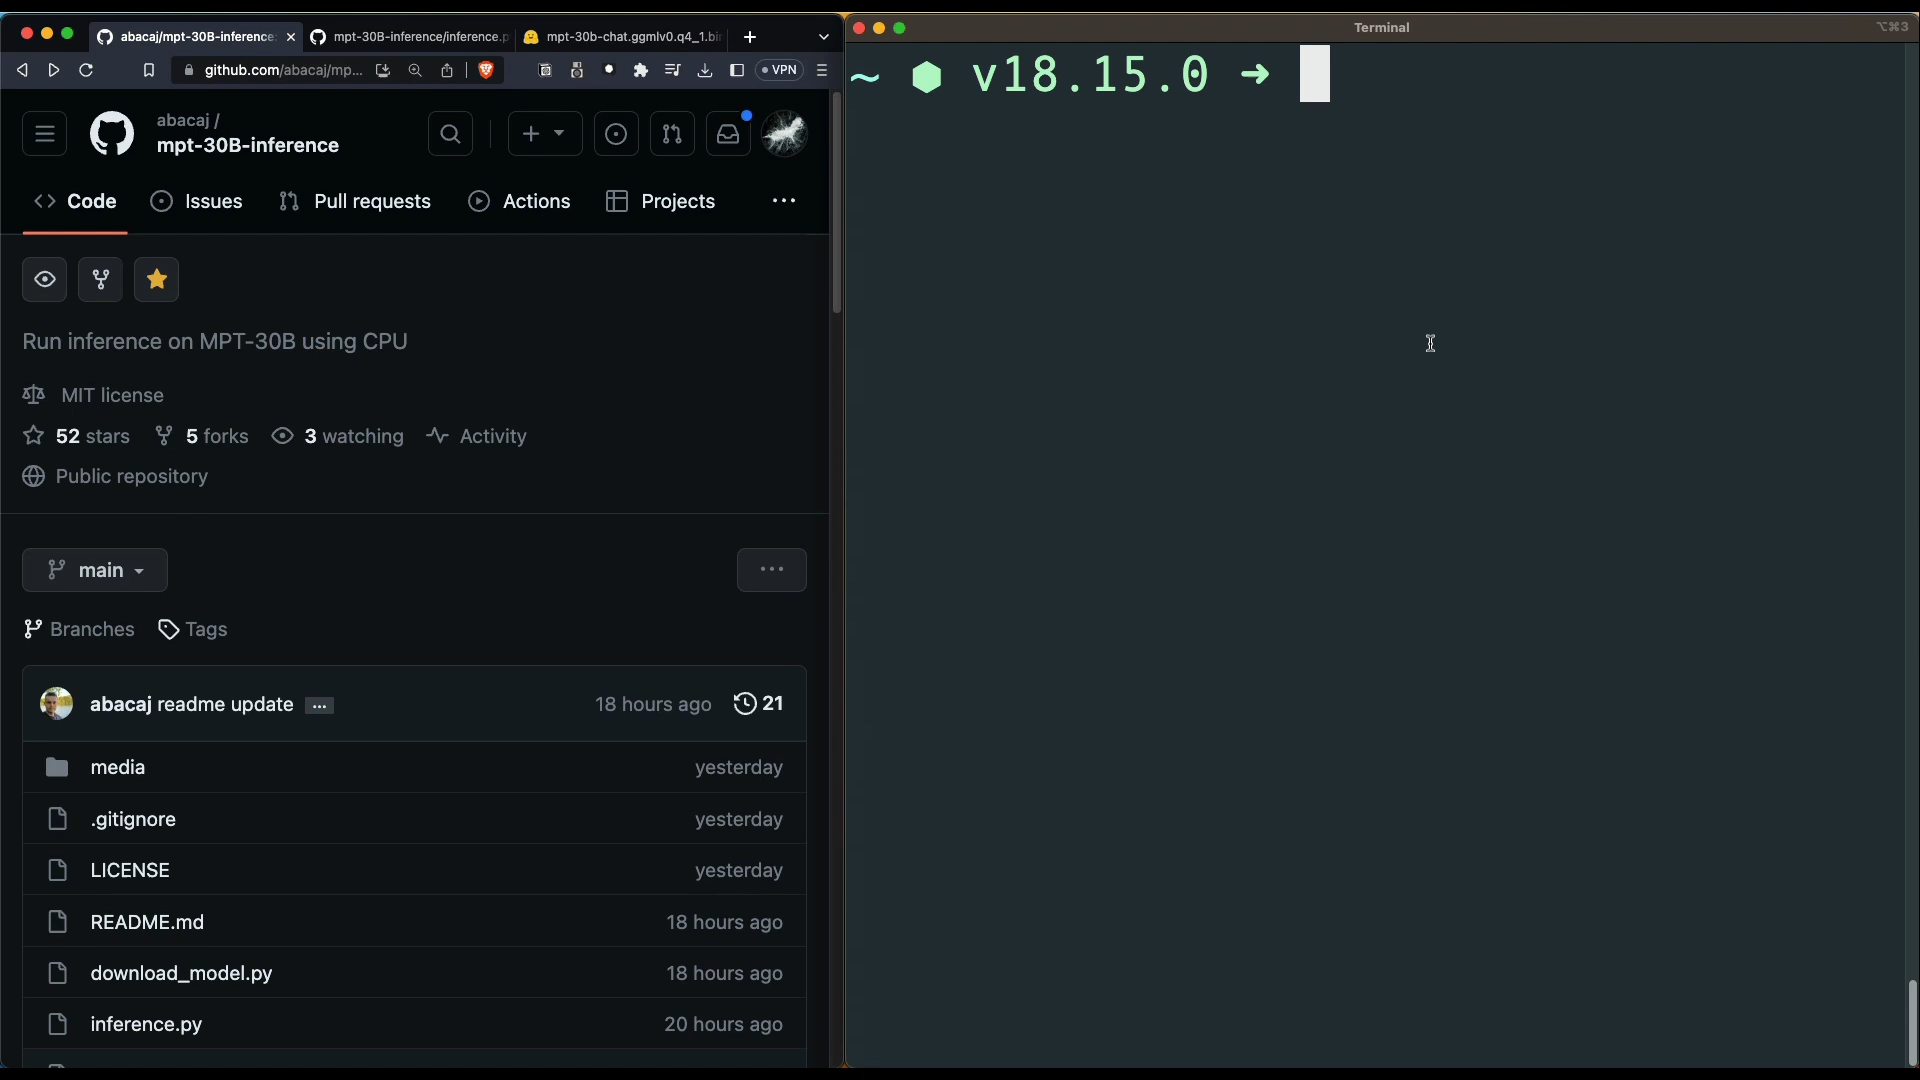 abacaj/mpt-30B-inference
mpt-30B-inference/inference.p
mpt-30b-chat.ggmlv0.q4_1.bin
Terminal
⌥⌘3
github.com/abacaj/mp...
VPN
~ ⬢ v18.15.0 ➜
abacaj /
mpt-30B-inference
Code
Issues
Pull requests
Actions
Projects
Run inference on MPT-30B using CPU
MIT license
52 stars
5 forks
3 watching
Activity
Public repository
main
Branches
Tags
abacaj readme update
18 hours ago
21
media
yesterday
.gitignore
yesterday
LICENSE
yesterday
README.md
18 hours ago
download_model.py
18 hours ago
inference.py
20 hours ago